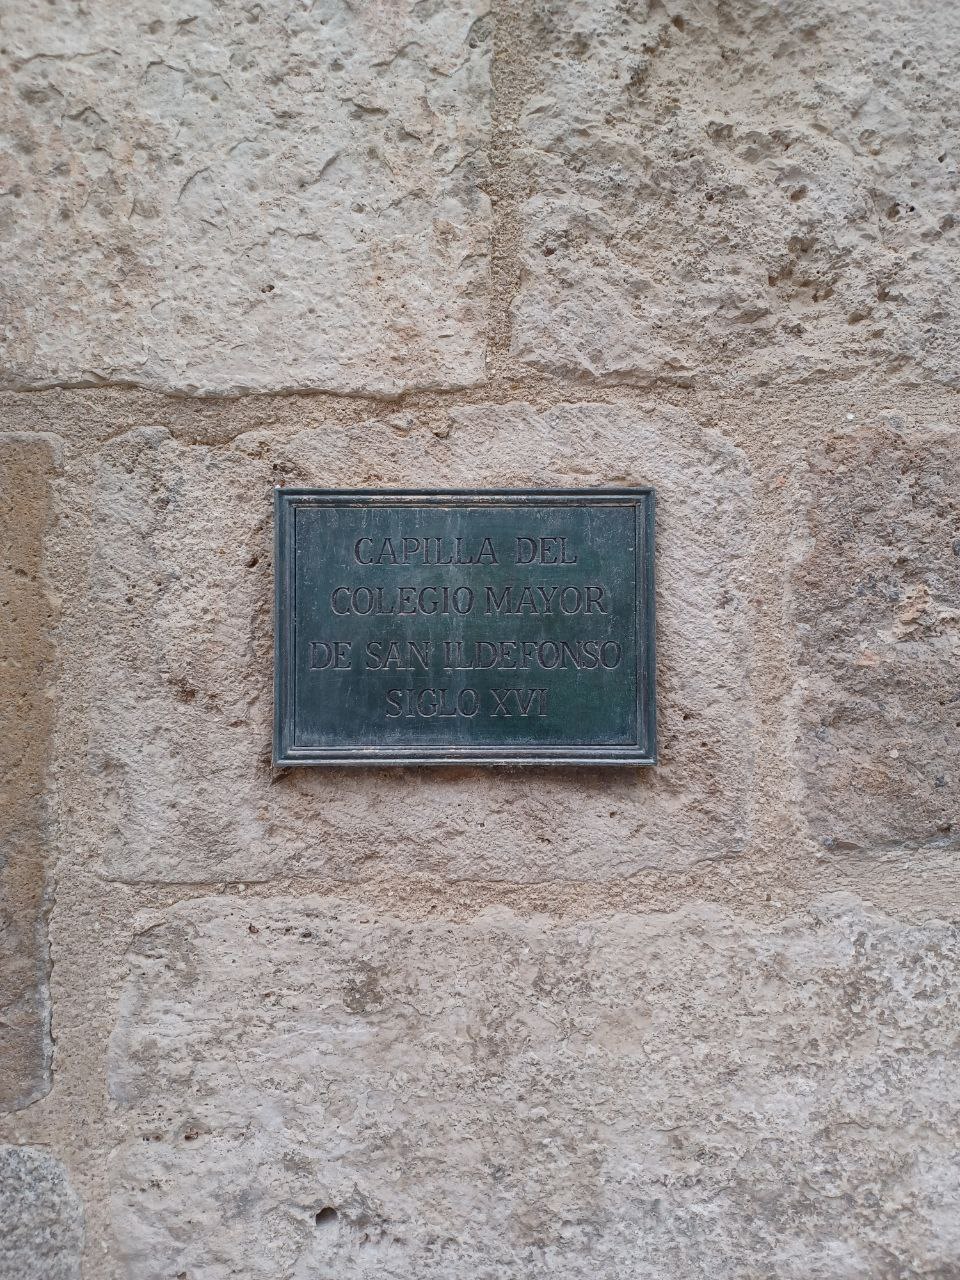 CAPILLA DEL
COLEGIO MAYOR
DE SAN ILDEFONSO
SIGLO XVI